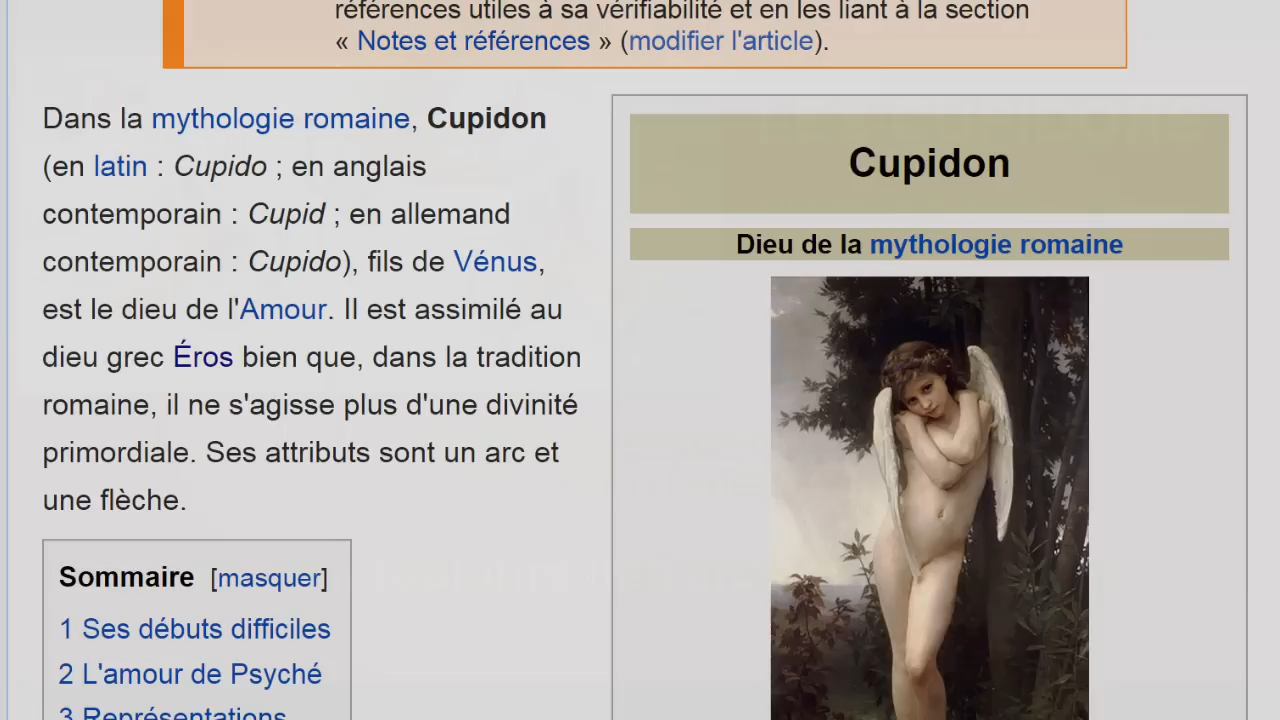 références utiles à sa vérifiabilité et en les liant à la section
« Notes et références » (modifier l'article).
Dans la mythologie romaine, Cupidon
(en latin : Cupido ; en anglais
contemporain : Cupid ; en allemand
contemporain : Cupido), fils de Vénus,
est le dieu de l'Amour. Il est assimilé au
dieu grec Éros bien que, dans la tradition
romaine, il ne s'agisse plus d'une divinité
primordiale. Ses attributs sont un arc et
une flèche.
Sommaire [masquer]
1 Ses débuts difficiles
2 L'amour de Psyché
3 Représentations
Cupidon
Dieu de la mythologie romaine